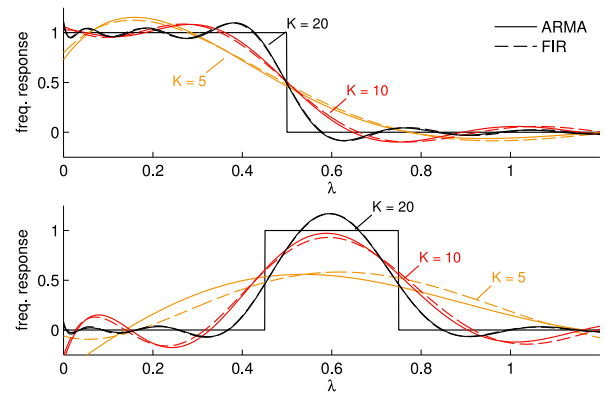 freq. response
1
0.5
0
K = 20
K = 5
K = 10
ARMA
FIR
0
0.2
0.4
0.6
0.8
1
λ
freq. response
1
0.5
0
K = 20
K = 10
K = 5
0
0.2
0.4
0.6
0.8
1
λ